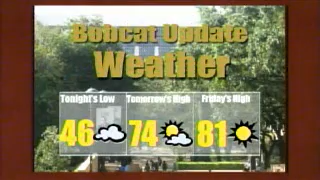 Bobcat Update
Weather
Tonight's Low Tomorrow's High Friday's High
46 74 81